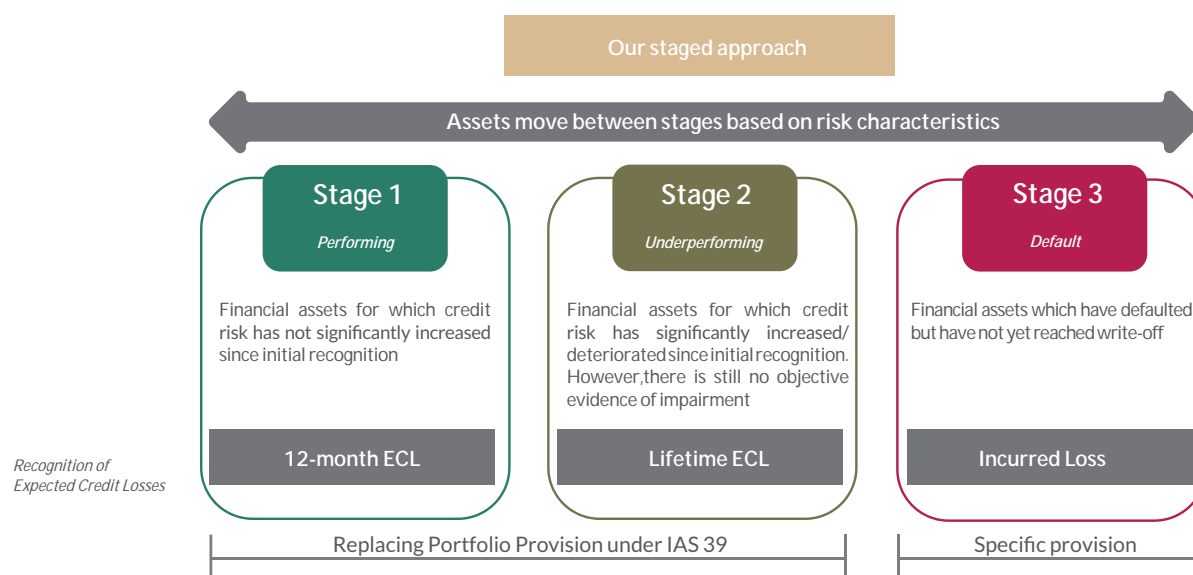 Our staged approach
Assets move between stages based on risk characteristics
Stage 1
Performing
Financial assets for which credit
risk has not significantly increased
since initial recognition
12-month ECL
Stage 2
Underperforming
Financial assets for which credit
risk has significantly increased/
deteriorated since initial recognition.
However,there is still no objective
evidence of impairment
Lifetime ECL
Stage 3
Default
Financial assets which have defaulted
but have not yet reached write-off
Incurred Loss
Recognition of
Expected Credit Losses
Replacing Portfolio Provision under IAS 39
Specific provision